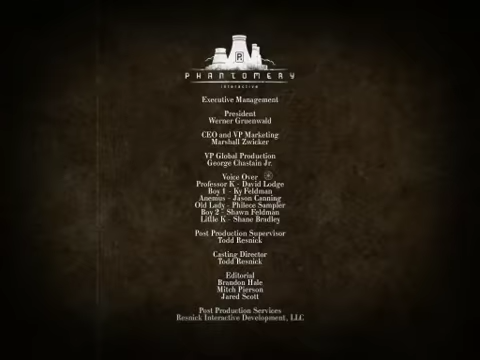 R
PHANTOMERY
interactive
Executive Management
President
Werner Gruenwald
CEO and VP Marketing
Marshall Zwicker
VP Global Production
George Chastain Jr.
Voice Over
Professor K - David Lodge
Boy 1 - Ky Feldman
Anemius - Jason Canning
Old Lady - Philece Sampler
Boy 2 - Shawn Feldman
Little K - Shane Bradley
Post Production Supervisor
Todd Resnick
Casting Director
Todd Resnick
Editorial
Brandon Hale
Mitch Pierson
Jared Scott
Post Production Services
Resnick Interactive Development, LLC